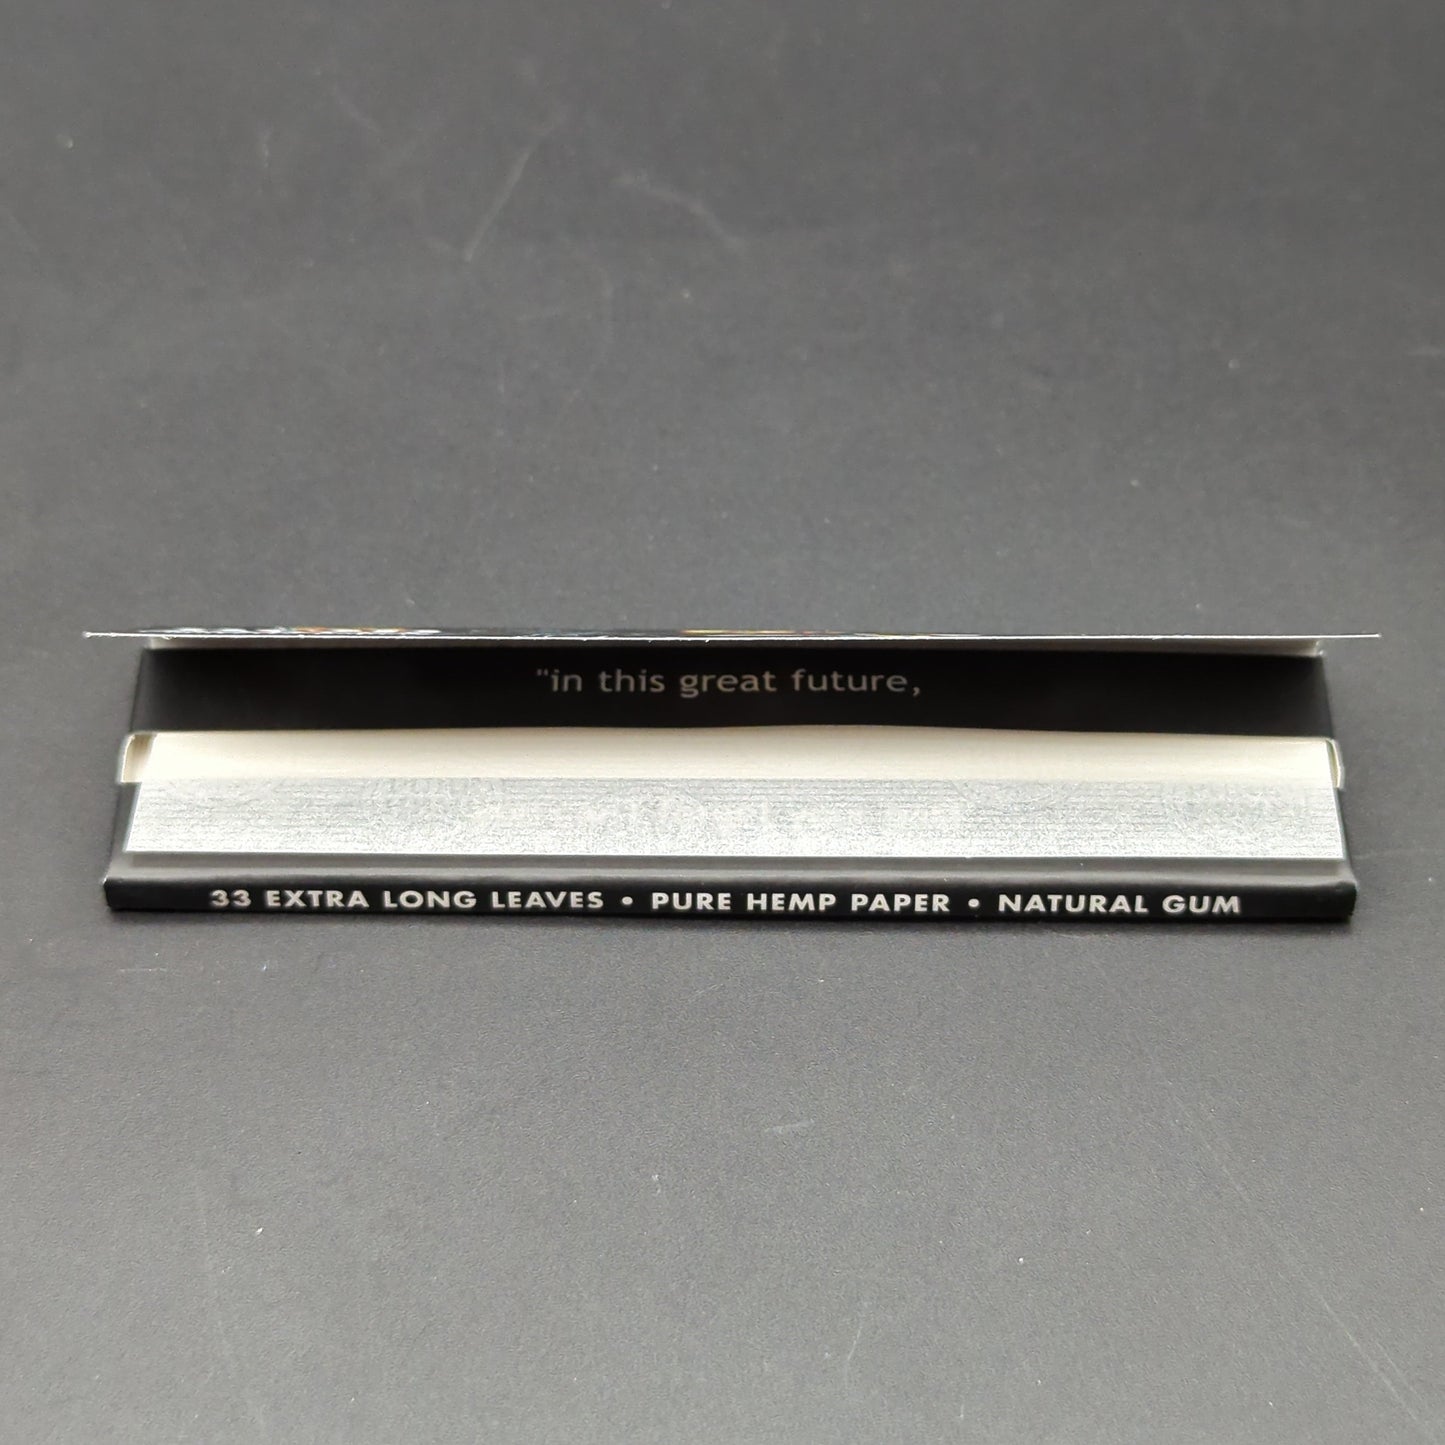 "in this great future,
33 EXTRA LONG LEAVES • PURE HEMP PAPER • NATURAL GUM